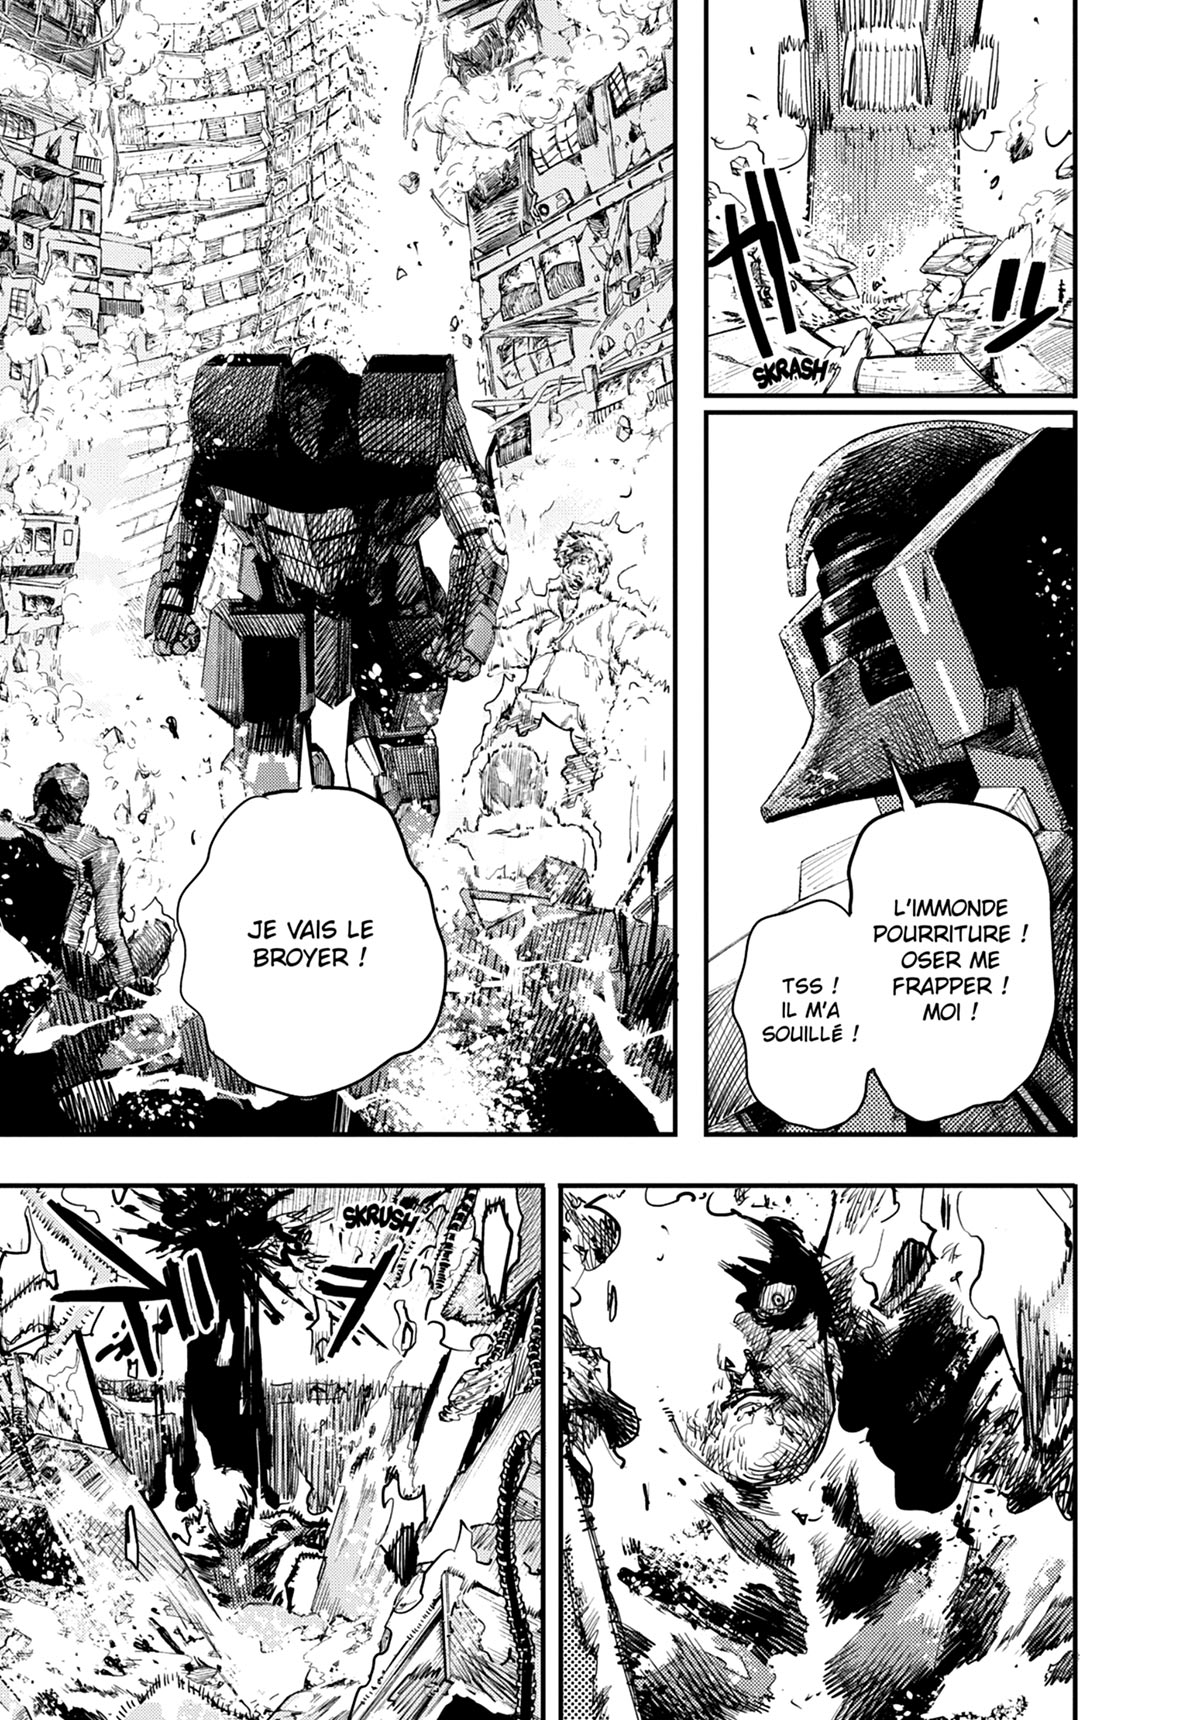 SKRASH
L'IMMONDE
POURRITURE !
OSER ME
FRAPPER !
MOI !
TSS !
IL M'A
SOUILLÉ !
JE VAIS LE
BROYER !
SKRUSH